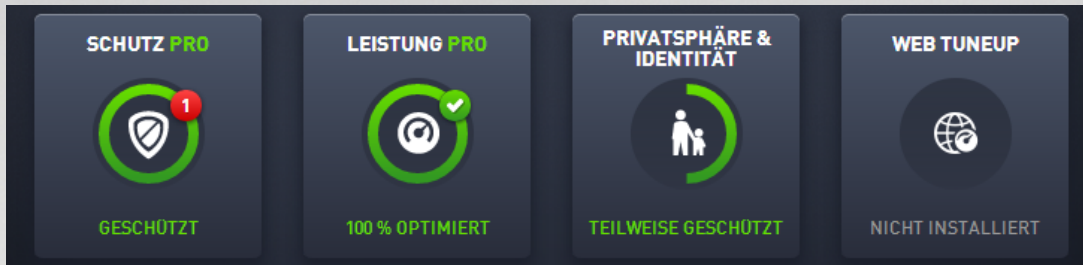 SCHUTZ PRO
1
GESCHÜTZT
LEISTUNG PRO
100 % OPTIMIERT
PRIVATSPHÄRE &
IDENTITÄT
TEILWEISE GESCHÜTZT
WEB TUNEUP
NICHT INSTALLIERT